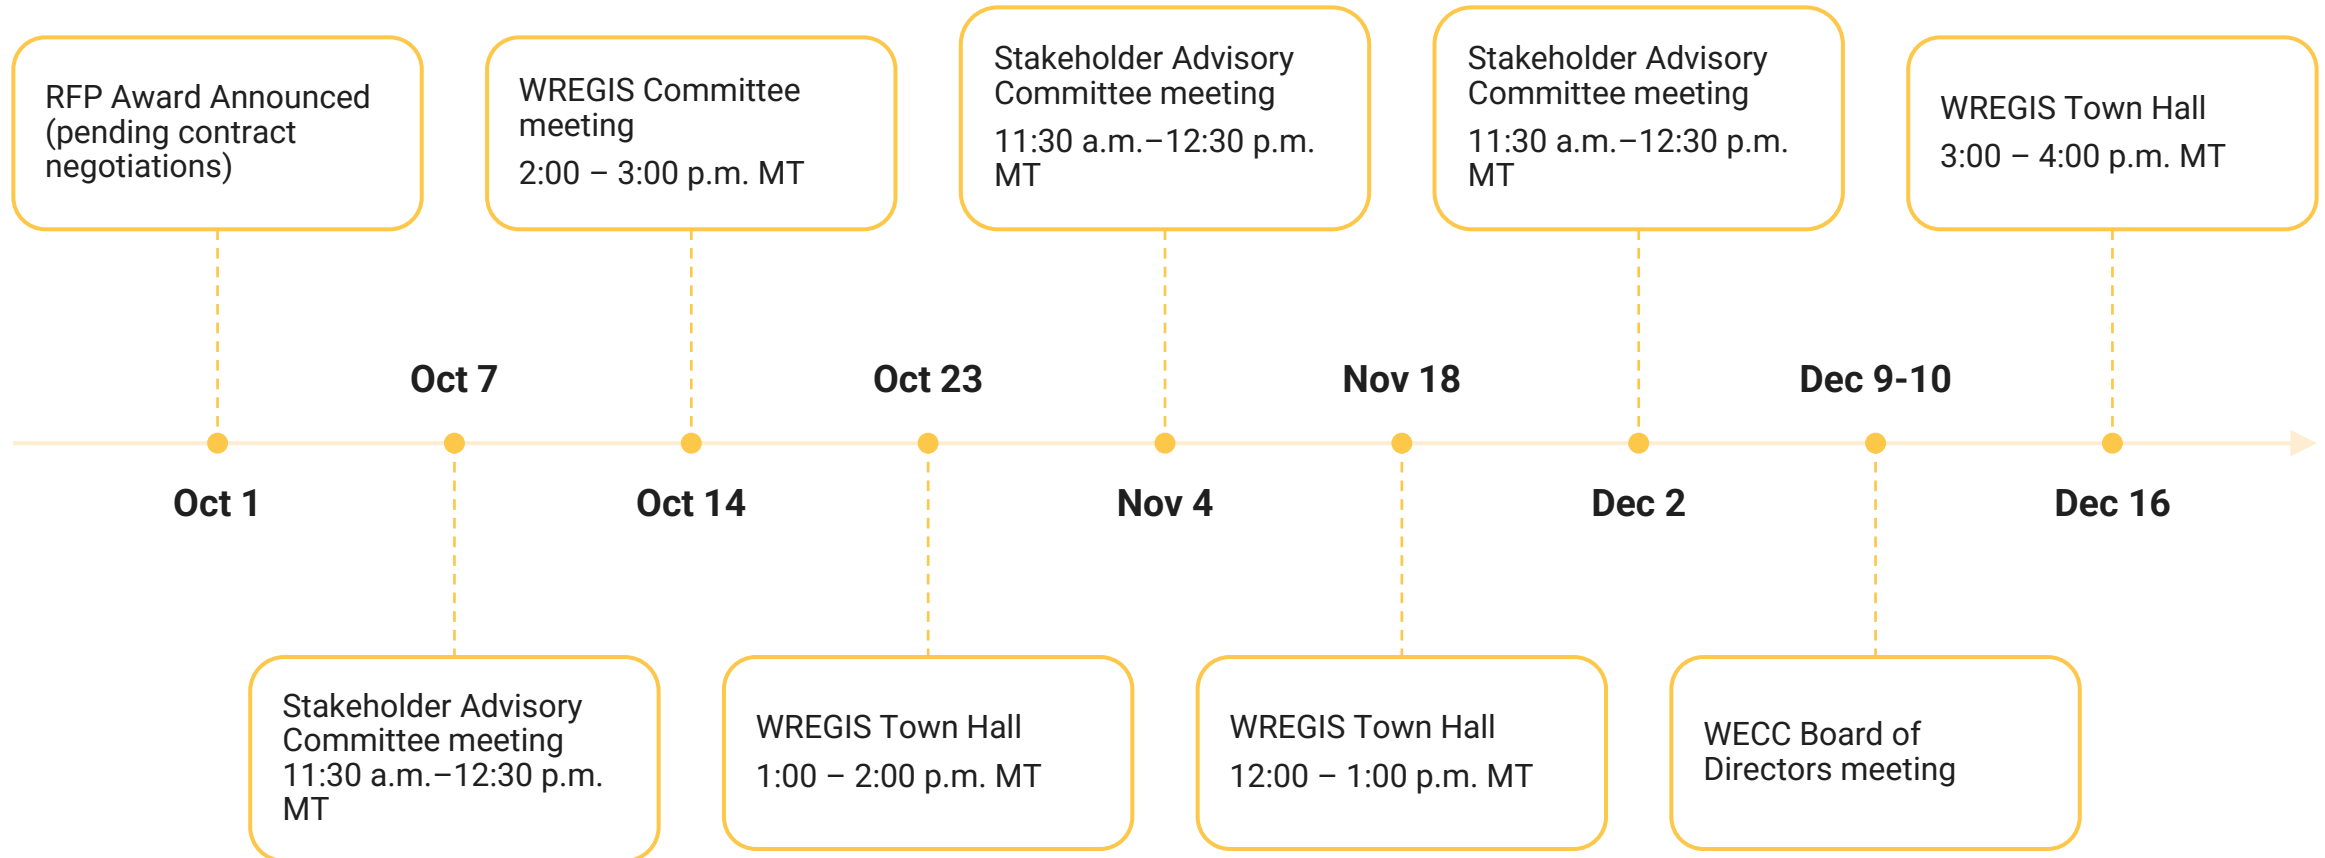 RFP Award Announced
(pending contract
negotiations)
WREGIS Committee
meeting
2:00 – 3:00 p.m. MT
Stakeholder Advisory
Committee meeting
11:30 a.m.–12:30 p.m.
MT
Stakeholder Advisory
Committee meeting
11:30 a.m.–12:30 p.m.
MT
WREGIS Town Hall
3:00 – 4:00 p.m. MT
Oct 7
Oct 23
Nov 18
Dec 9-10
Oct 1
Oct 14
Nov 4
Dec 2
Dec 16
Stakeholder Advisory
Committee meeting
11:30 a.m.–12:30 p.m.
MT
WREGIS Town Hall
1:00 – 2:00 p.m. MT
WREGIS Town Hall
12:00 – 1:00 p.m. MT
WECC Board of
Directors meeting